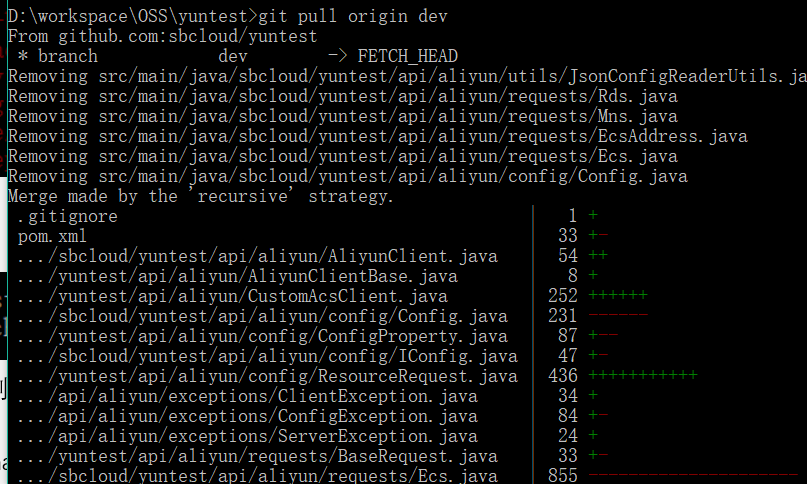 D:\workspace\OSS\yuntest>git pull origin dev
From github.com:sbcloud/yuntest
 * branch            dev        -> FETCH_HEAD
Removing src/main/java/sbcloud/yuntest/api/aliyun/utils/JsonConfigReaderUtils.ja
Removing src/main/java/sbcloud/yuntest/api/aliyun/requests/Rds.java
Removing src/main/java/sbcloud/yuntest/api/aliyun/requests/Mns.java
Removing src/main/java/sbcloud/yuntest/api/aliyun/requests/EcsAddress.java
Removing src/main/java/sbcloud/yuntest/api/aliyun/requests/Ecs.java
Removing src/main/java/sbcloud/yuntest/api/aliyun/config/Config.java
Merge made by the 'recursive' strategy.
 .gitignore                                         |   1 +
 pom.xml                                            |  33 +-
 .../sbcloud/yuntest/api/aliyun/AliyunClient.java   |  54 ++
 .../yuntest/api/aliyun/AliyunClientBase.java       |   8 +
 .../yuntest/api/aliyun/CustomAcsClient.java        | 252 ++++++
 .../sbcloud/yuntest/api/aliyun/config/Config.java  | 231 ------
 .../yuntest/api/aliyun/config/ConfigProperty.java  |  87 +--
 .../sbcloud/yuntest/api/aliyun/config/IConfig.java |  47 +-
 .../yuntest/api/aliyun/config/ResourceRequest.java | 436 +++++++++++
 .../api/aliyun/exceptions/ClientException.java     |  34 +
 .../api/aliyun/exceptions/ConfigException.java     |  84 +-
 .../api/aliyun/exceptions/ServerException.java     |  24 +
 .../yuntest/api/aliyun/requests/BaseRequest.java   |  33 +-
 .../sbcloud/yuntest/api/aliyun/requests/Ecs.java   | 855 ---------------------